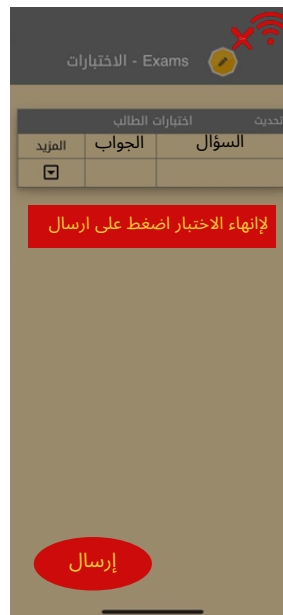 الاختبارات - Exams
تحديث اختبارات الطالب
السؤال الجواب المزيد
لإنهاء الاختبار اضغط على ارسال
إرسال